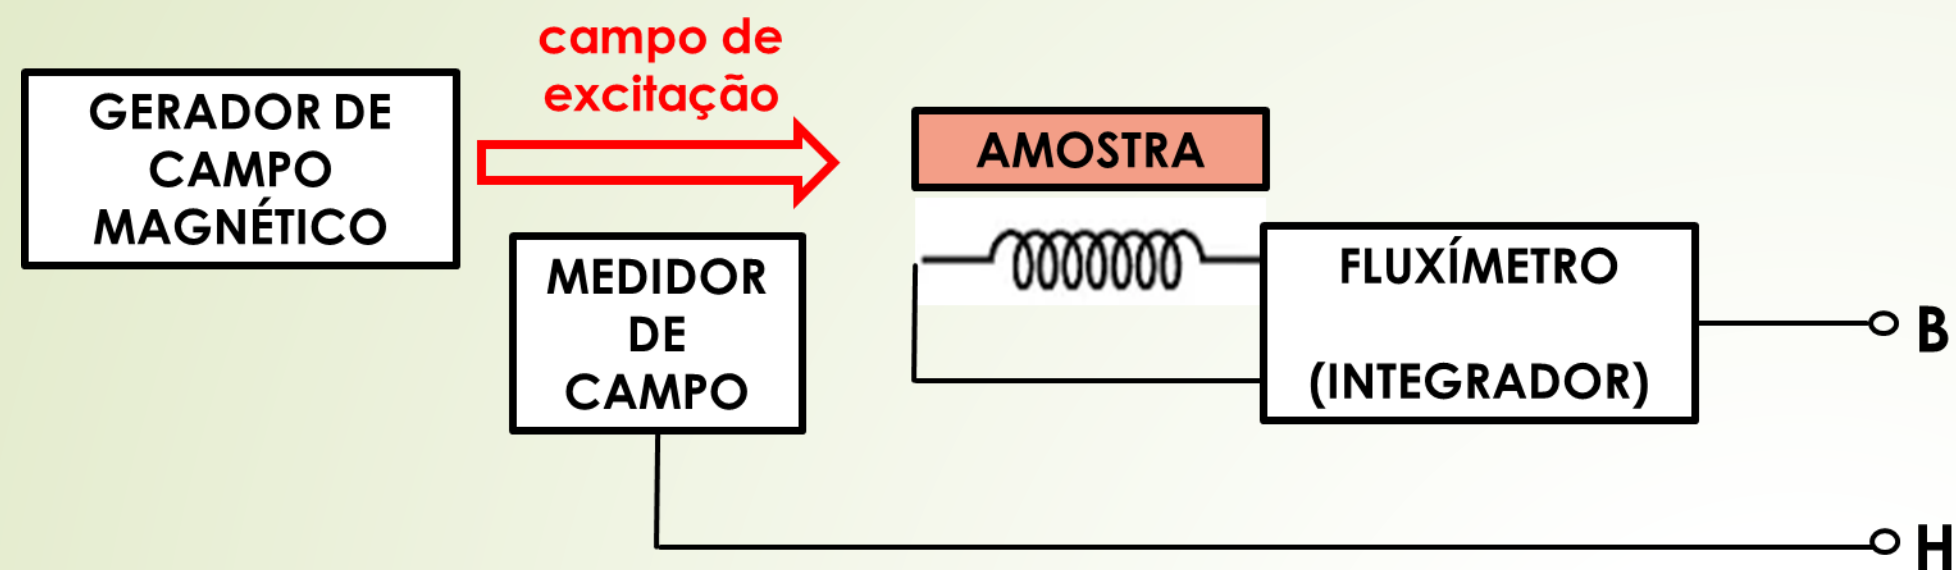 campo de
excitação
GERADOR DE
CAMPO
MAGNÉTICO
AMOSTRA
MEDIDOR
DE
CAMPO
FLUXÍMETRO
(INTEGRADOR)
B
H